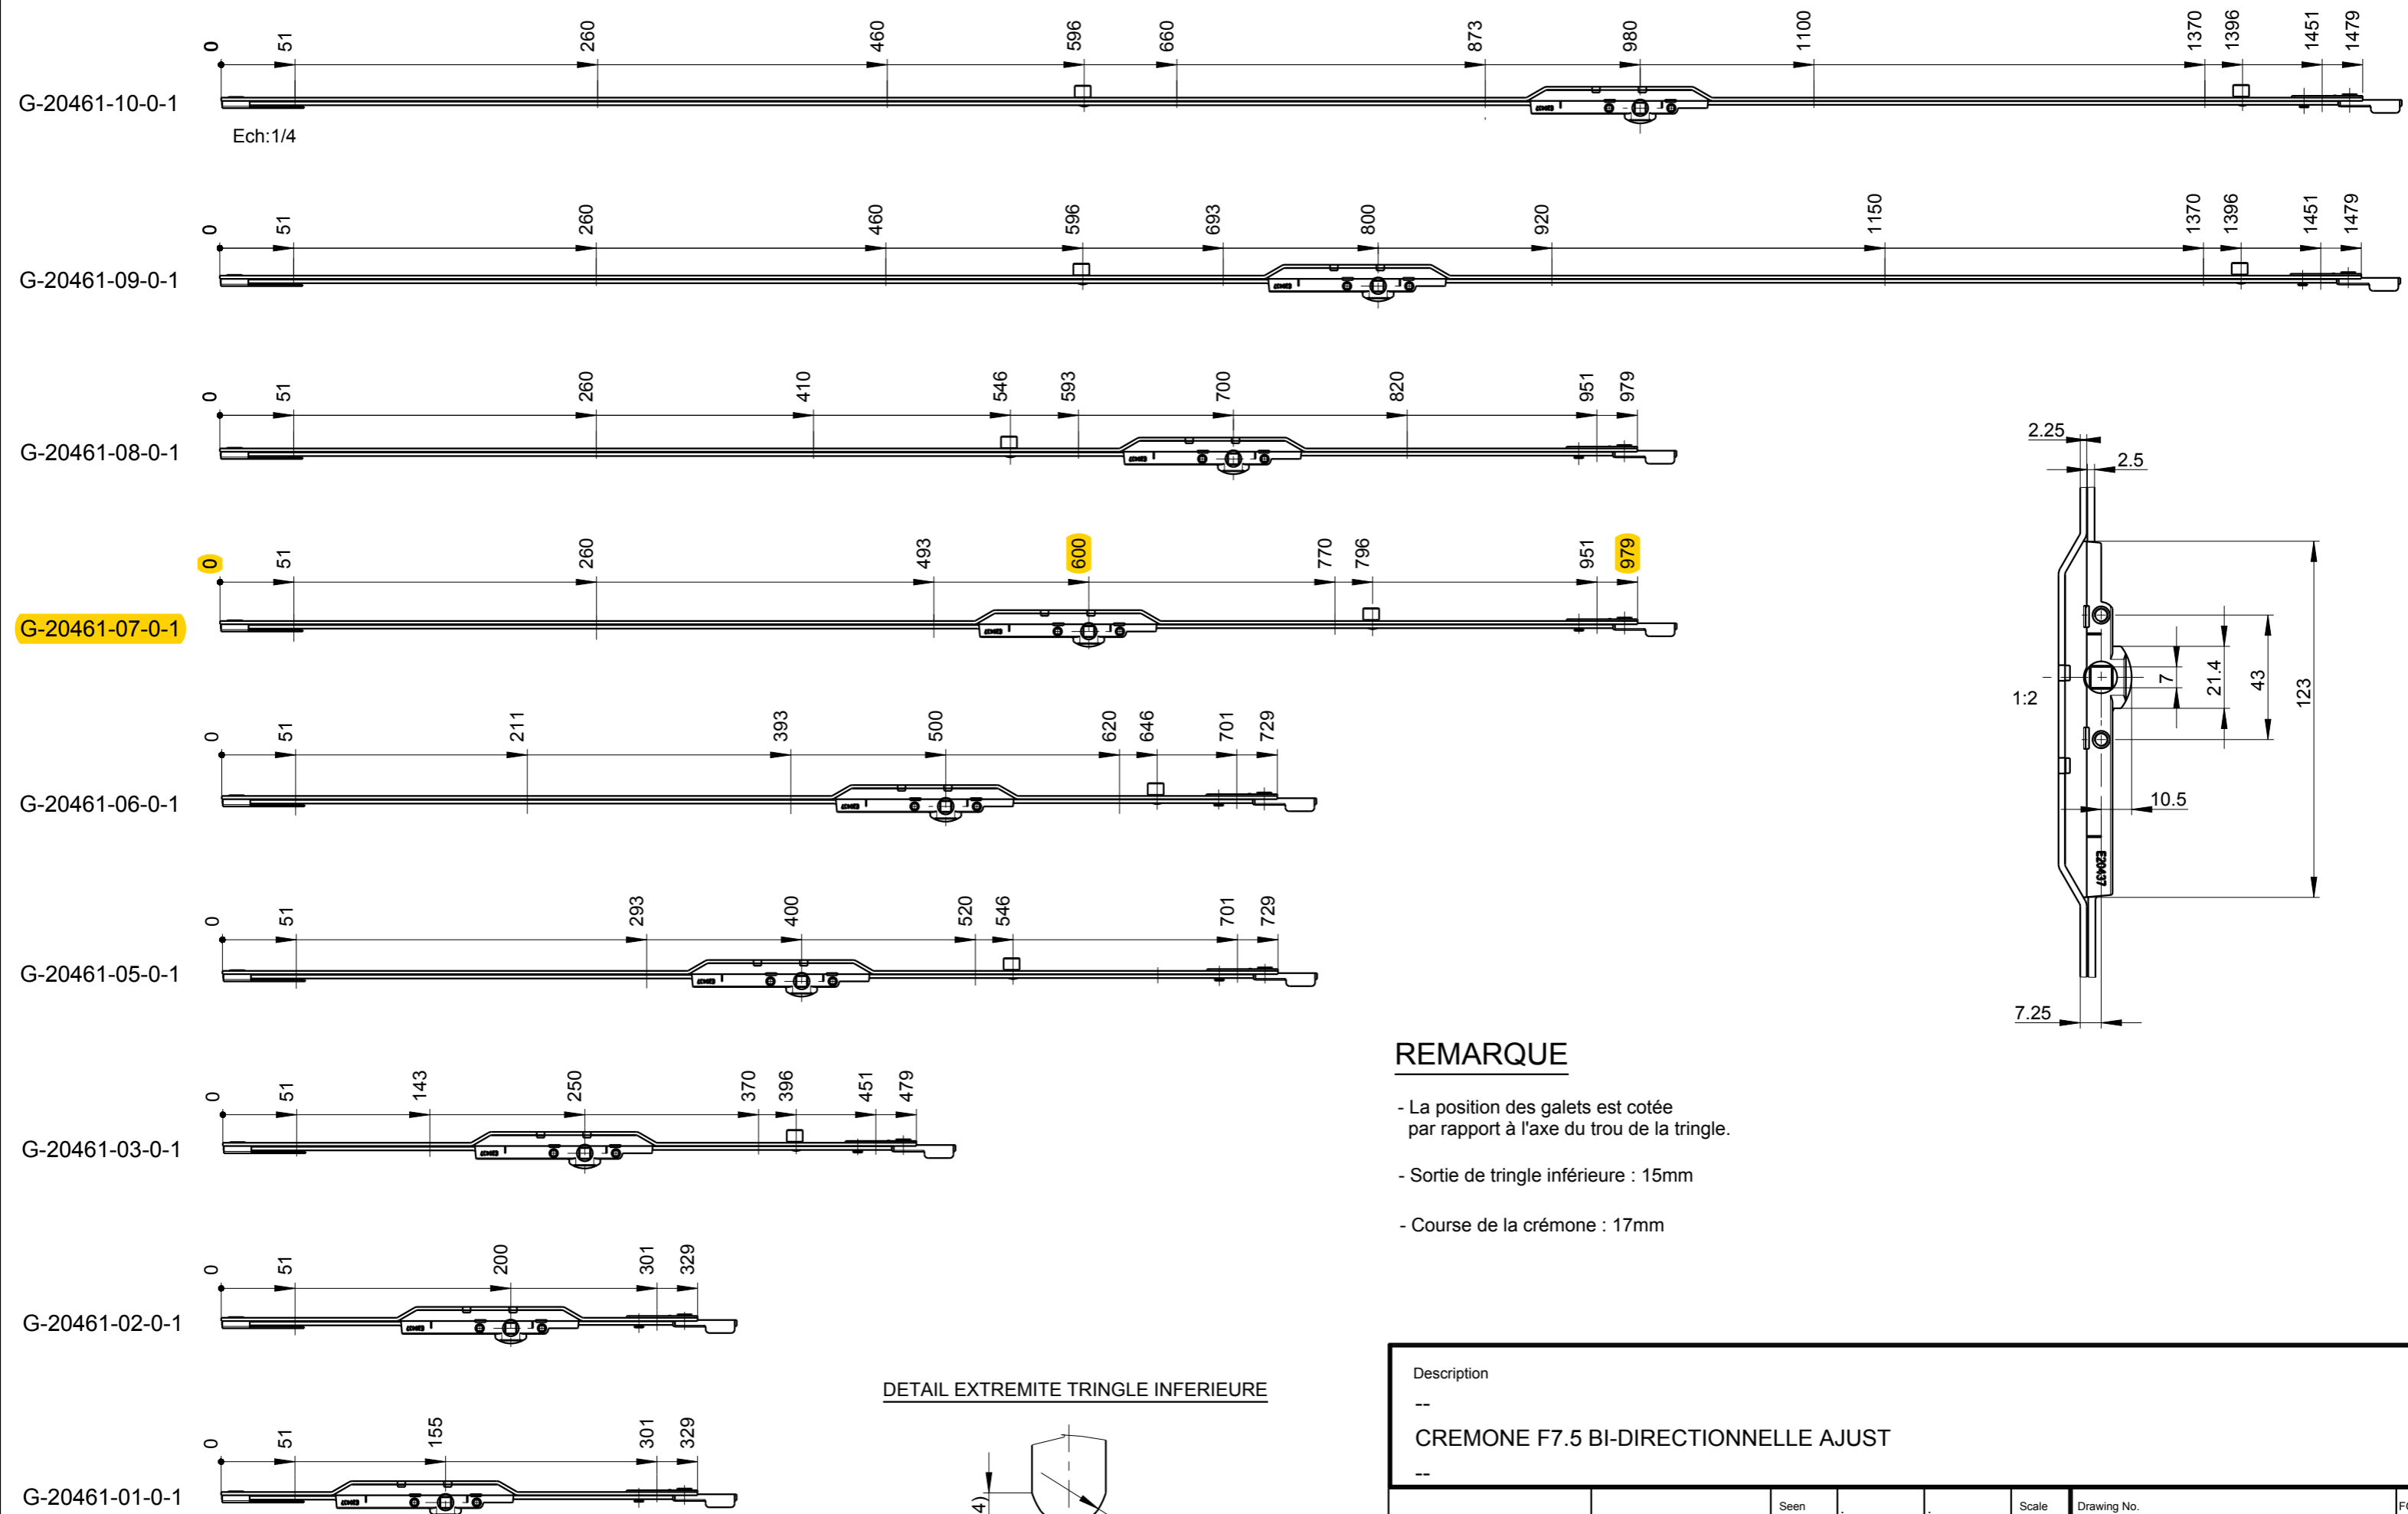 0 51 260 460 596 660 873 980 1100 1370 1396 1451 1479
G-20461-10-0-1
Ech:1/4
0 51 260 460 596 693 800 920 1150 1370 1396 1451 1479
G-20461-09-0-1
0 51 260 410 546 593 700 820 951 979
G-20461-08-0-1
0 51 260 493 600 770 796 951 979
G-20461-07-0-1
0 51 211 393 500 620 646 701 729
G-20461-06-0-1
0 51 293 400 520 546 701 729
G-20461-05-0-1
0 51 143 250 370 396 451 479
G-20461-03-0-1
0 51 200 301 329
G-20461-02-0-1
0 51 155 301 329
G-20461-01-0-1
2.25
2.5
1:2
7
21.4
43
123
10.5
E20437
7.25
REMARQUE
- La position des galets est cotée
par rapport à l'axe du trou de la tringle.
- Sortie de tringle inférieure : 15mm
- Course de la crémone : 17mm
DETAIL EXTREMITE TRINGLE INFERIEURE
4)
Description
--
CREMONE F7.5 BI-DIRECTIONNELLE AJUST
--
Seen
Scale
Drawing No.